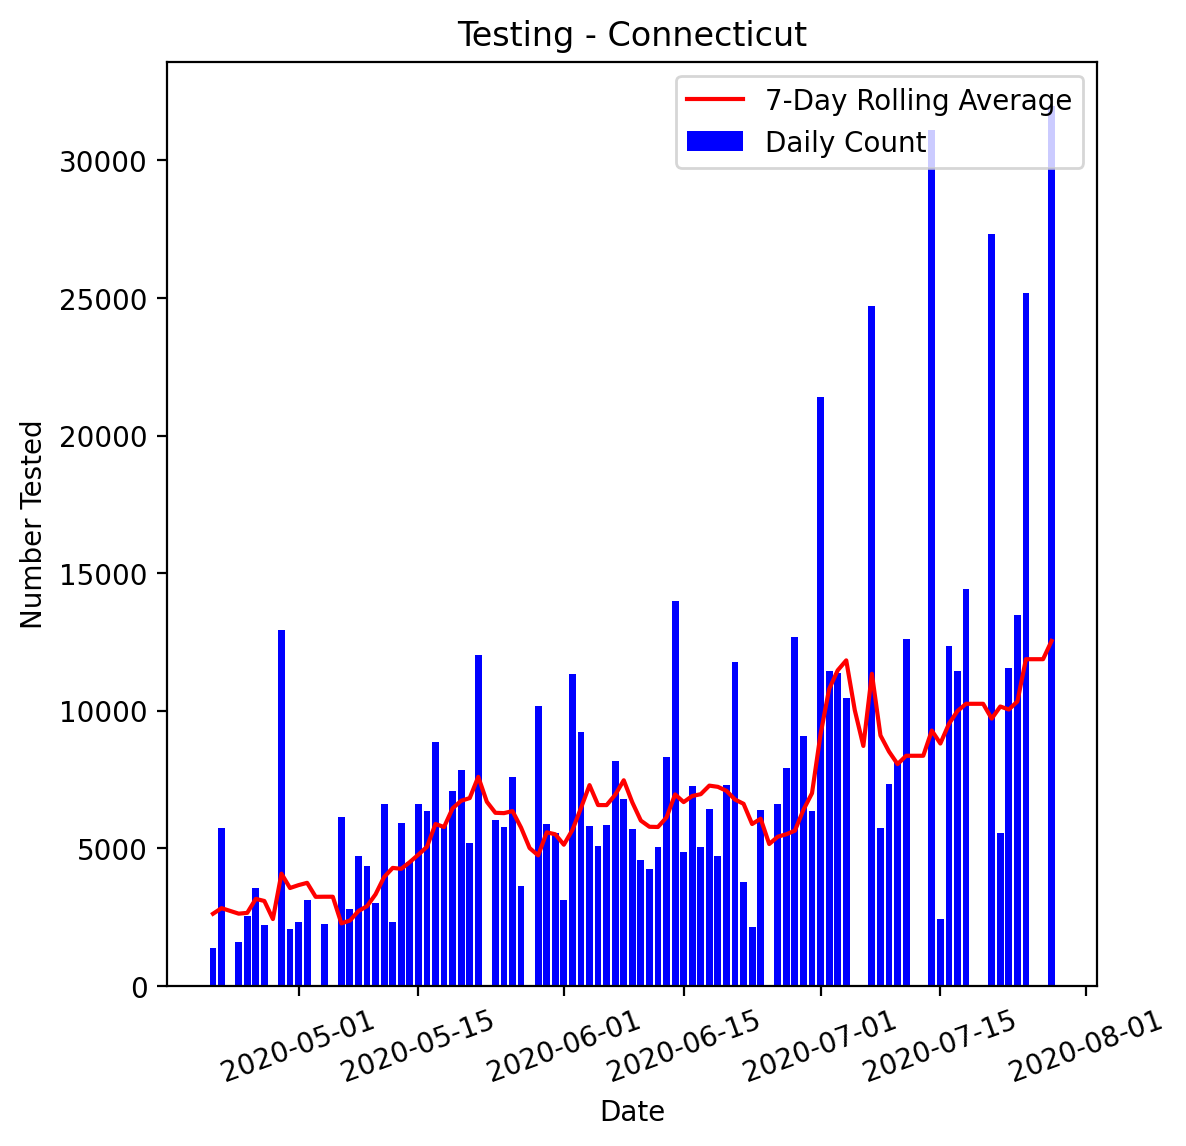 Testing - Connecticut
7-Day Rolling Average
Daily Count
30000
25000
20000
15000
10000
5000
0
Number Tested
2020-05-01
2020-05-15
2020-06-01
2020-06-15
2020-07-01
2020-07-15
2020-08-01
Date